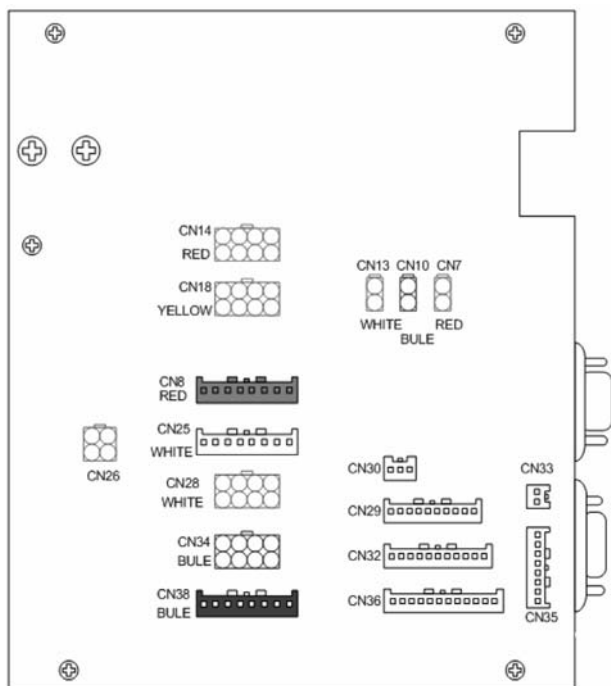 CN14
RED
CN18
YELLOW
CN13 CN10 CN7
WHITE RED
BULE
CN8
RED
CN25
WHITE
CN26
CN28
WHITE
CN34
BULE
CN38
BULE
CN30
CN33
CN29
CN32
CN36
CN35